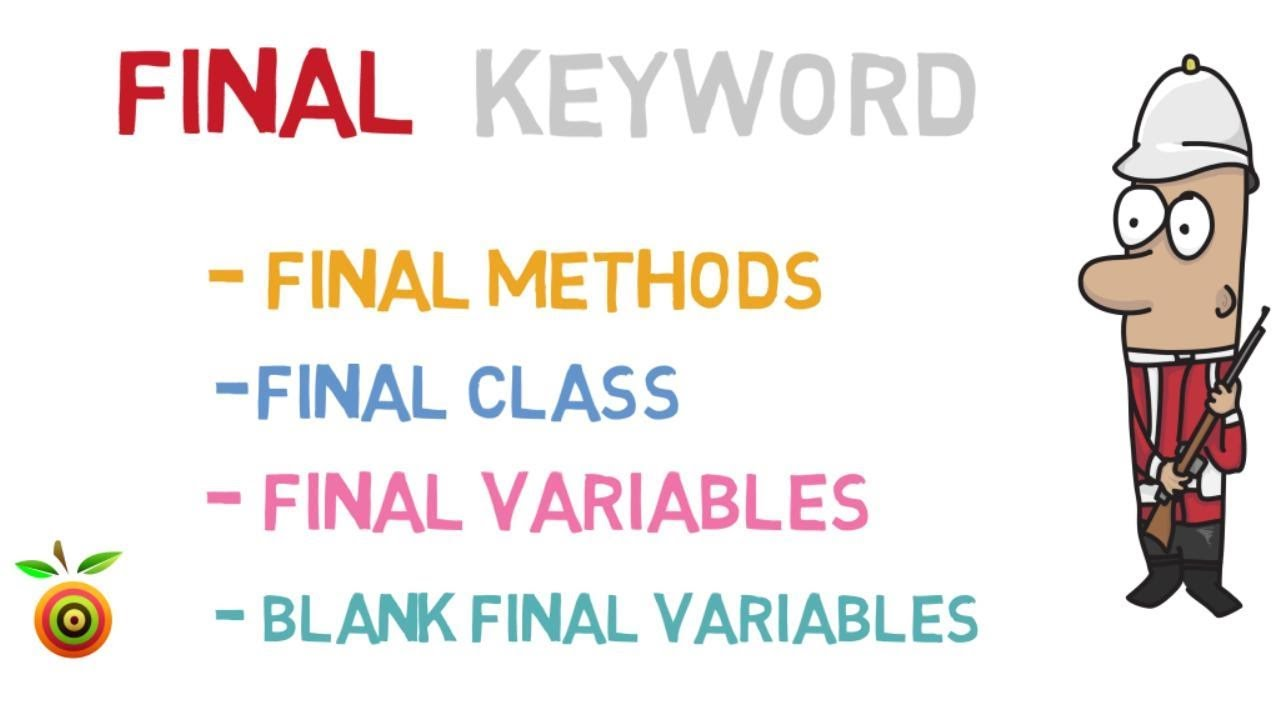 FINAL KEYWORD
- FINAL METHODS
-FINAL CLASS
- FINAL VARIABLES
- BLANK FINAL VARIABLES